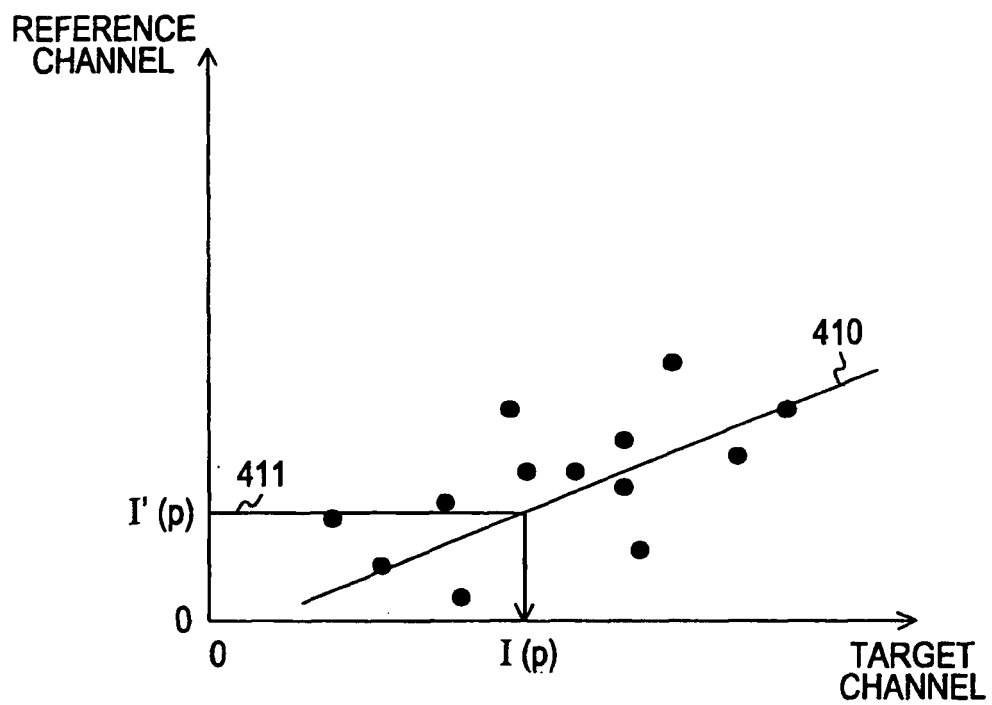 REFERENCE
CHANNEL
410
411
I' (p)
0
0
I (p)
TARGET
CHANNEL